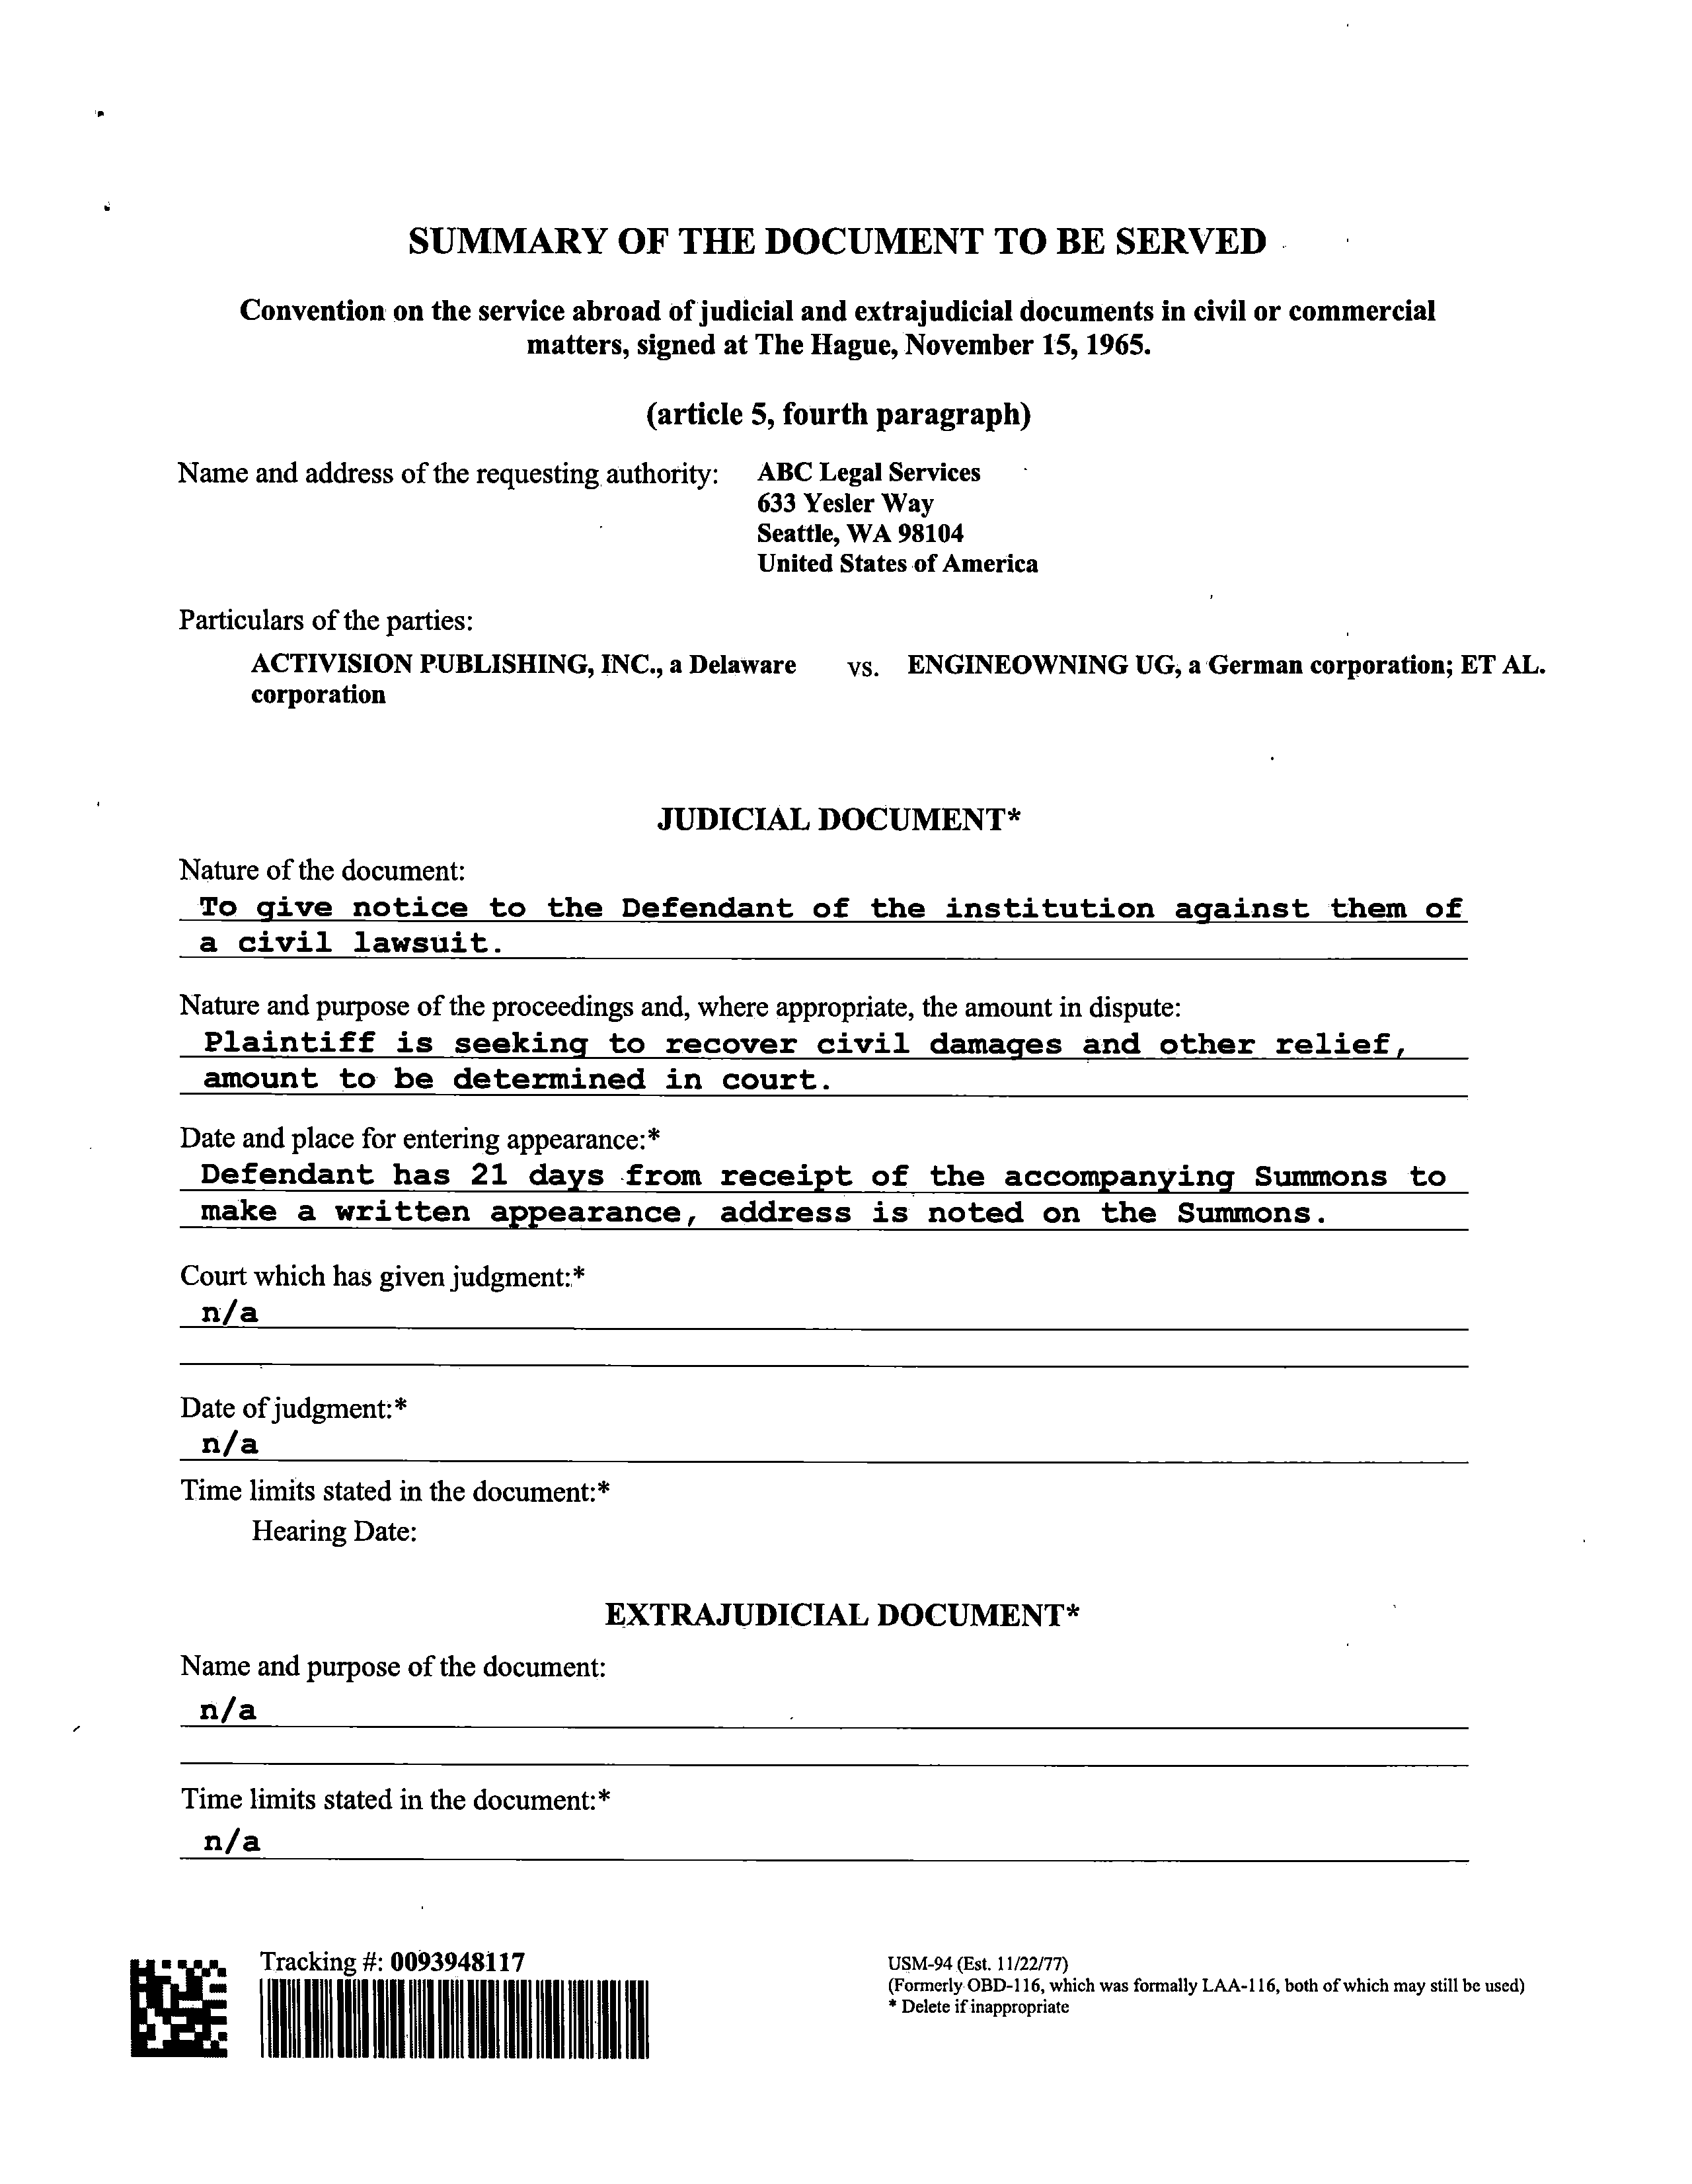 SUMMARY OF THE DOCUMENT TO BE SERVED
Convention on the service abroad of judicial and extrajudicial documents in civil or commercial
matters, signed at The Hague, November 15, 1965.
(article 5, fourth paragraph)
Name and address of the requesting authority: ABC Legal Services
633 Yesler Way
Seattle, WA 98104
United States of America
Particulars of the parties:
ACTIVISION PUBLISHING, INC., a Delaware vs. ENGINEOWNING UG, a German corporation; ET AL.
corporation
JUDICIAL DOCUMENT*
Nature of the document:
To give notice to the Defendant of the institution against them of
a civil lawsuit.
Nature and purpose of the proceedings and, where appropriate, the amount in dispute:
Plaintiff is seeking to recover civil damages and other relief,
amount to be determined in court.
Date and place for entering appearance:*
Defendant has 21 days from receipt of the accompanying Summons to
make a written appearance, address is noted on the Summons.
Court which has given judgment:*
n/a
Date of judgment:*
n/a
Time limits stated in the document:*
Hearing Date:
EXTRAJUDICIAL DOCUMENT*
Name and purpose of the document:
n/a
Time limits stated in the document:*
n/a
Tracking #: 0093948117
USM-94 (Est. 11/22/77)
(Formerly OBD-116, which was formally LAA-116, both of which may still be used)
* Delete if inappropriate